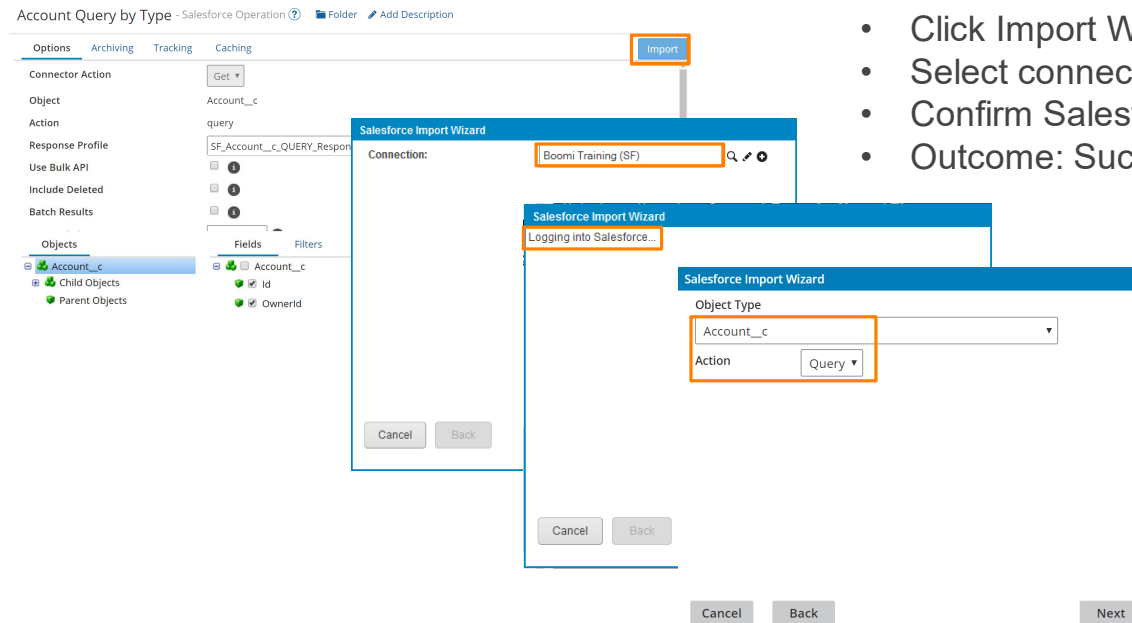 Account Query by Type - Salesforce Operation ? Folder Add Description
Options Archiving Tracking Caching Import
Connector Action Get
Object Account__c
Action query
Response Profile SF_Account__c_QUERY_Respon
Use Bulk API
Include Deleted
Batch Results
Objects Fields Filters
Account__c Account__c
Child Objects Id
Parent Objects OwnerId
Salesforce Import Wizard
Connection: Boomi Training (SF)
Cancel Back
Salesforce Import Wizard
Logging into Salesforce...
Cancel Back
Salesforce Import Wizard
Object Type
Account__c
Action Query
Cancel Back Next
• Click Import W
• Select connec
• Confirm Sales
• Outcome: Suc